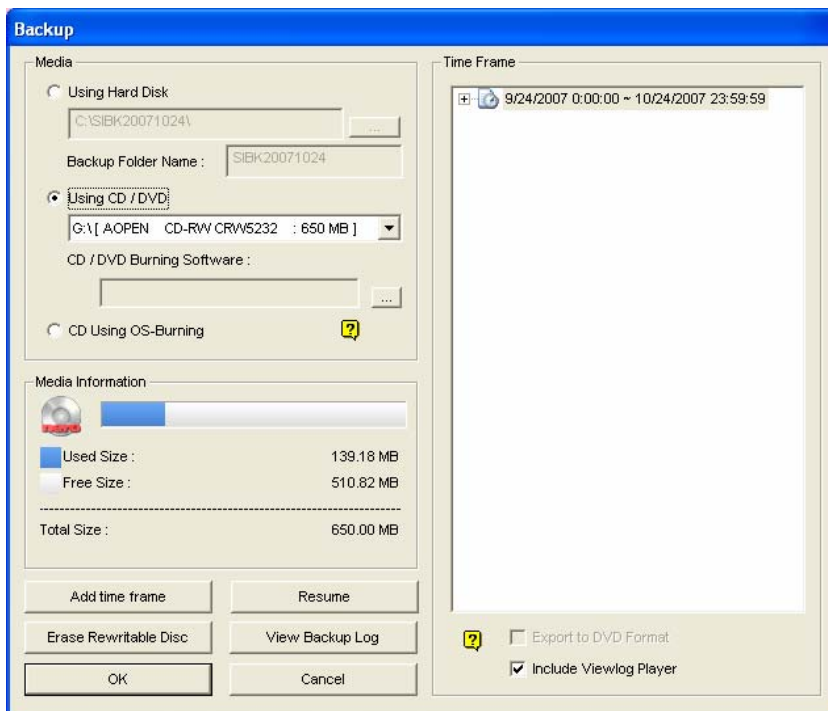 Backup
Media
Using Hard Disk
C:\SIBK20071024\
...
Backup Folder Name :
SIBK20071024
Using CD / DVD
G:\ [ AOPEN CD-RW CRW5232 : 650 MB ]
CD / DVD Burning Software :
...
CD Using OS-Burning
?
Media Information
nero
Used Size : 139.18 MB
Free Size : 510.82 MB
Total Size : 650.00 MB
Add time frame
Resume
Erase Rewritable Disc
View Backup Log
OK
Cancel
Time Frame
9/24/2007 0:00:00 ~ 10/24/2007 23:59:59
?
Export to DVD Format
Include Viewlog Player